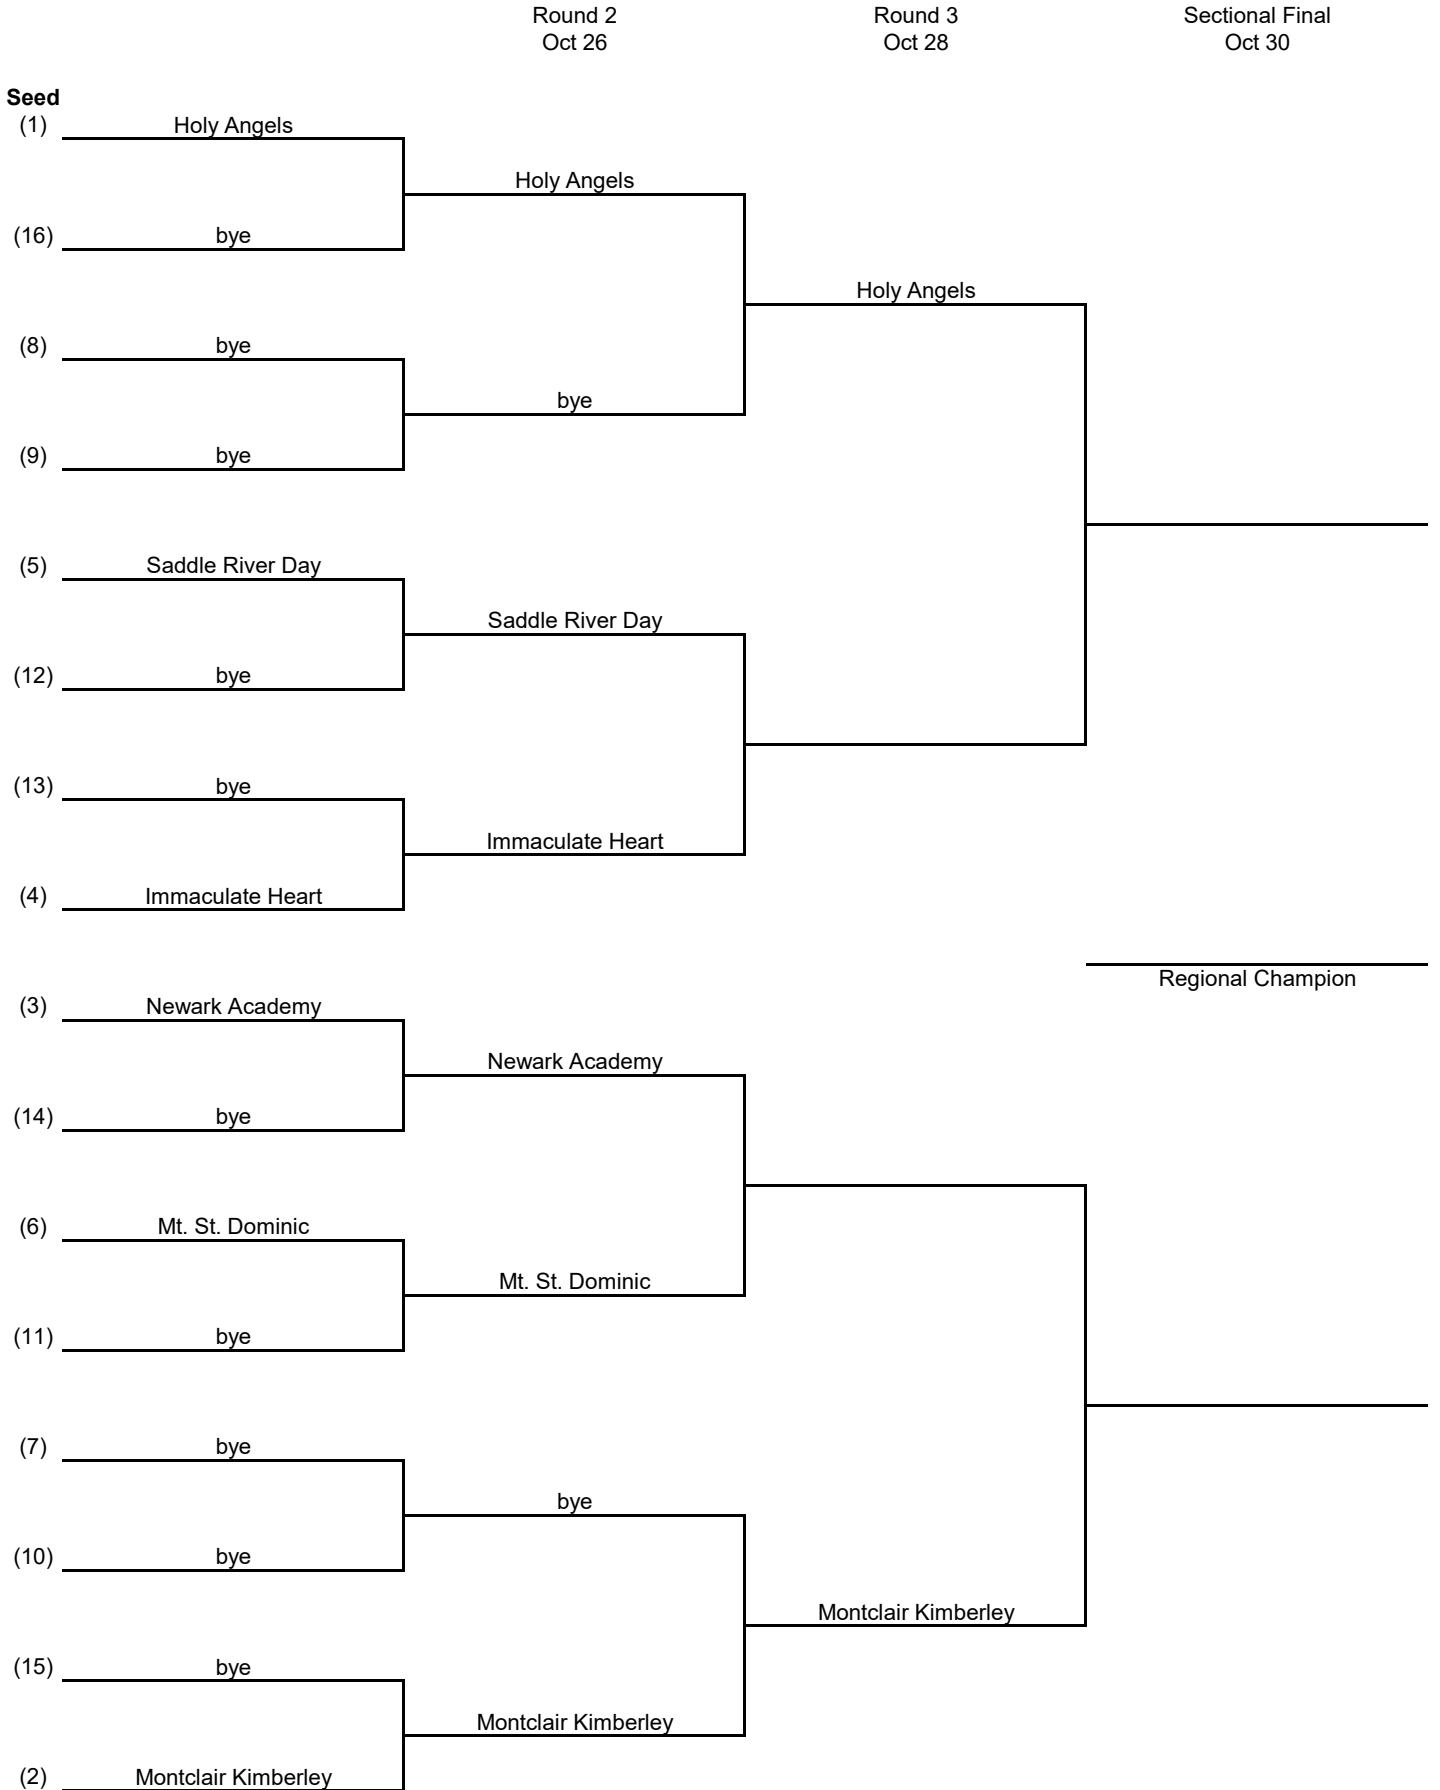 Round 2 Round 3 Sectional Final
Oct 26 Oct 28 Oct 30
Seed
(1) Holy Angels
Holy Angels
(16) bye
Holy Angels
(8) bye
bye
(9) bye
(5) Saddle River Day
Saddle River Day
(12) bye
(13) bye
Immaculate Heart
(4) Immaculate Heart
Regional Champion
(3) Newark Academy
Newark Academy
(14) bye
(6) Mt. St. Dominic
Mt. St. Dominic
(11) bye
(7) bye
bye
(10) bye
Montclair Kimberley
(15) bye
Montclair Kimberley
(2) Montclair Kimberley